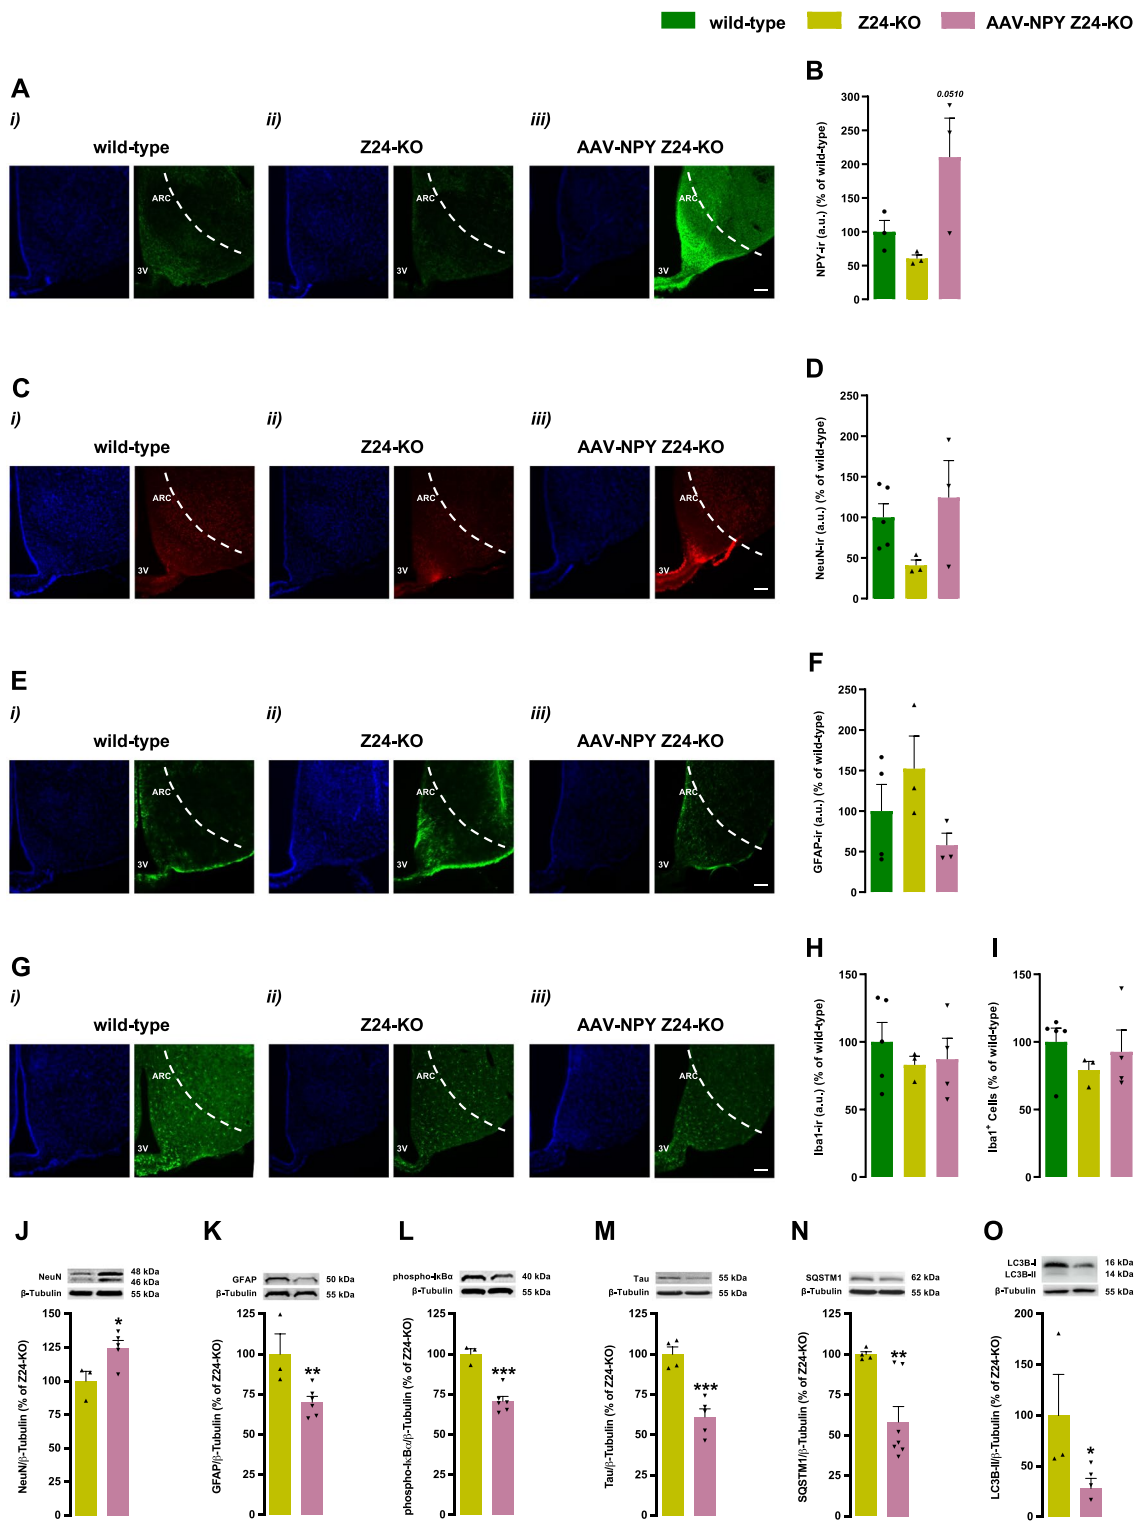 wild-type Z24-KO AAV-NPY Z24-KO
A
i) ii) iii)
wild-type Z24-KO AAV-NPY Z24-KO
ARC ARC ARC
3V 3V 3V
B
NPY-ir (a.u.) (% of wild-type)
300
250
200
150
100
50
0
0.0510
C
i) ii) iii)
wild-type Z24-KO AAV-NPY Z24-KO
ARC ARC ARC
3V 3V 3V
D
NeuN-ir (a.u.) (% of wild-type)
250
200
150
100
50
0
E
i) ii) iii)
wild-type Z24-KO AAV-NPY Z24-KO
ARC ARC ARC
3V 3V 3V
F
GFAP-ir (a.u.) (% of wild-type)
250
200
150
100
50
0
G
i) ii) iii)
wild-type Z24-KO AAV-NPY Z24-KO
ARC ARC ARC
3V 3V 3V
H
Iba1-ir (a.u.) (% of wild-type)
150
100
50
0
I
Iba1+ Cells (% of wild-type)
150
100
50
0
J
NeuN 48 kDa
46 kDa
β-Tubulin 55 kDa
NeuN/β-Tubulin (% of Z24-KO)
150
125
100
75
50
25
0
*
K
GFAP 50 kDa
β-Tubulin 55 kDa
GFAP/β-Tubulin (% of Z24-KO)
125
100
75
50
25
0
**
L
phospho-IκBα 40 kDa
β-Tubulin 55 kDa
phospho-IκBα/β-Tubulin (% of Z24-KO)
125
100
75
50
25
0
***
M
Tau 55 kDa
β-Tubulin 55 kDa
Tau/β-Tubulin (% of Z24-KO)
125
100
75
50
25
0
***
N
SQSTM1 62 kDa
β-Tubulin 55 kDa
SQSTM1/β-Tubulin (% of Z24-KO)
125
100
75
50
25
0
**
O
LC3B-I 16 kDa
LC3B-II 14 kDa
β-Tubulin 55 kDa
LC3B-II/β-Tubulin (% of Z24-KO)
200
150
100
50
0
*